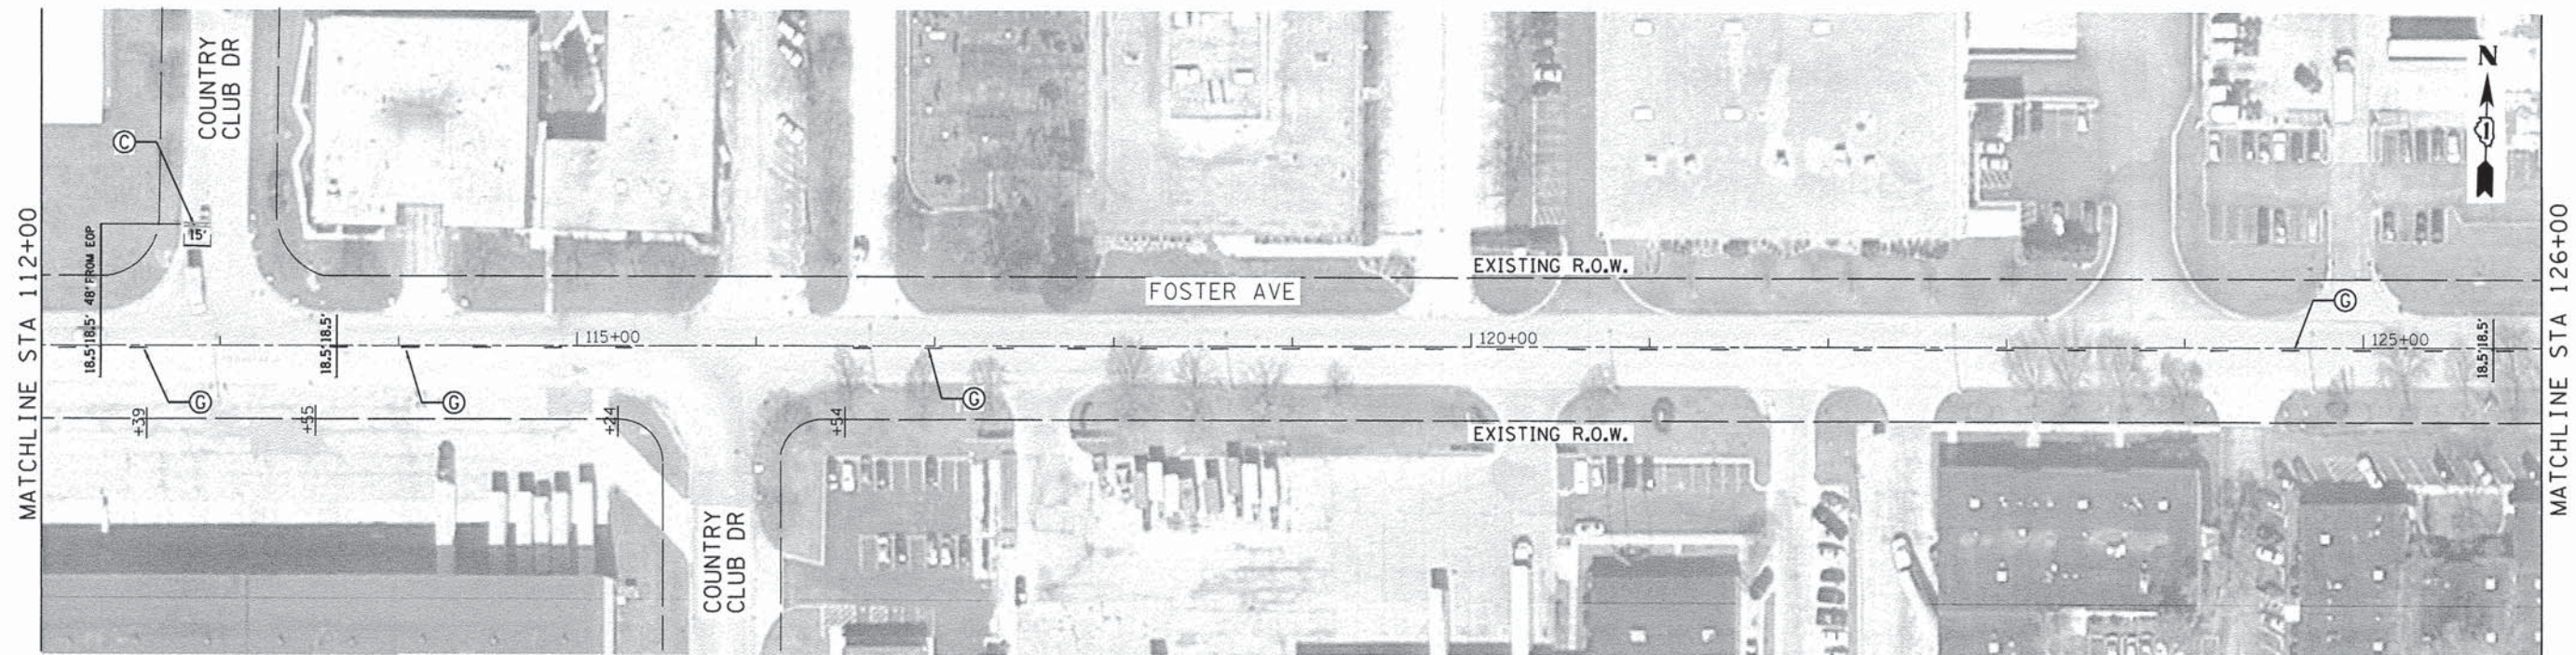 MATCHLINE STA 112+00
COUNTRY
CLUB DR
N
C
15'
48' FROM EOP
18.5' 18.5'
EXISTING R.O.W.
FOSTER AVE
G
18.5' 18.5'
115+00
120+00
125+00
18.5' 18.5'
G
G
G
+39
+55
+24
+54
EXISTING R.O.W.
COUNTRY
CLUB DR
MATCHLINE STA 126+00